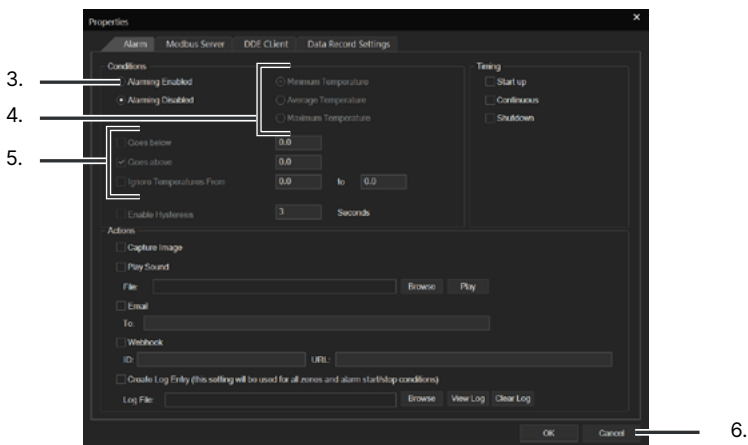 Properties
Alarm Modbus Server DDE CLient Data Record Settings
Conditions
Timing
3.
Alarming Enabled
Minimum Temperature
Start up
Alarming Disabled
Average Temperature
Continuous
4.
Maximum Temperature
Shutdown
Goes below 0.0
5.
Goes above 0.0
Ignore Temperatures From 0.0 to 0.0
Enable Hysteresis 3 Seconds
Actions
Capture Image
Play Sound
File: Browse Play
Email
To:
Webhook
ID: URL:
Create Log Entry (this setting will be used for all zones and alarm start/stop conditions)
Log File: Browse View Log Clear Log
OK Cancel
6.